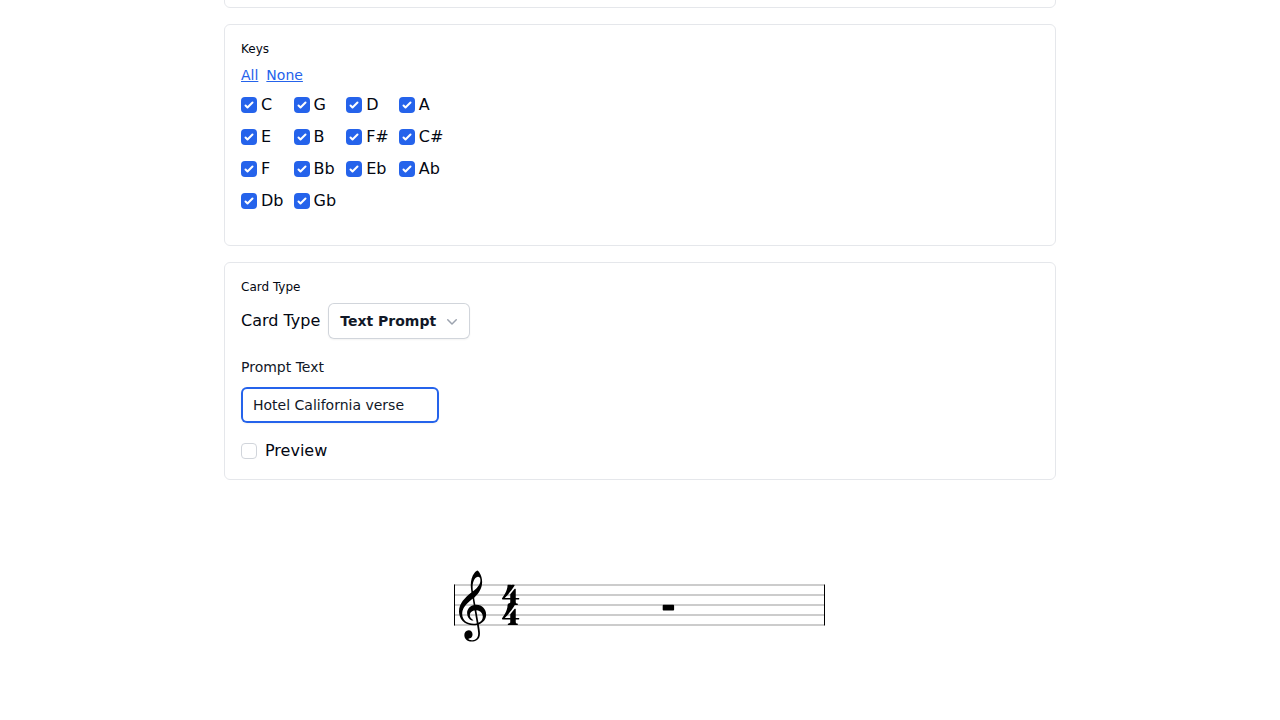 Keys
All None
C G D A
E B F# C#
F Bb Eb Ab
Db Gb
Card Type
Card Type Text Prompt
Prompt Text
Hotel California verse
Preview
4
4